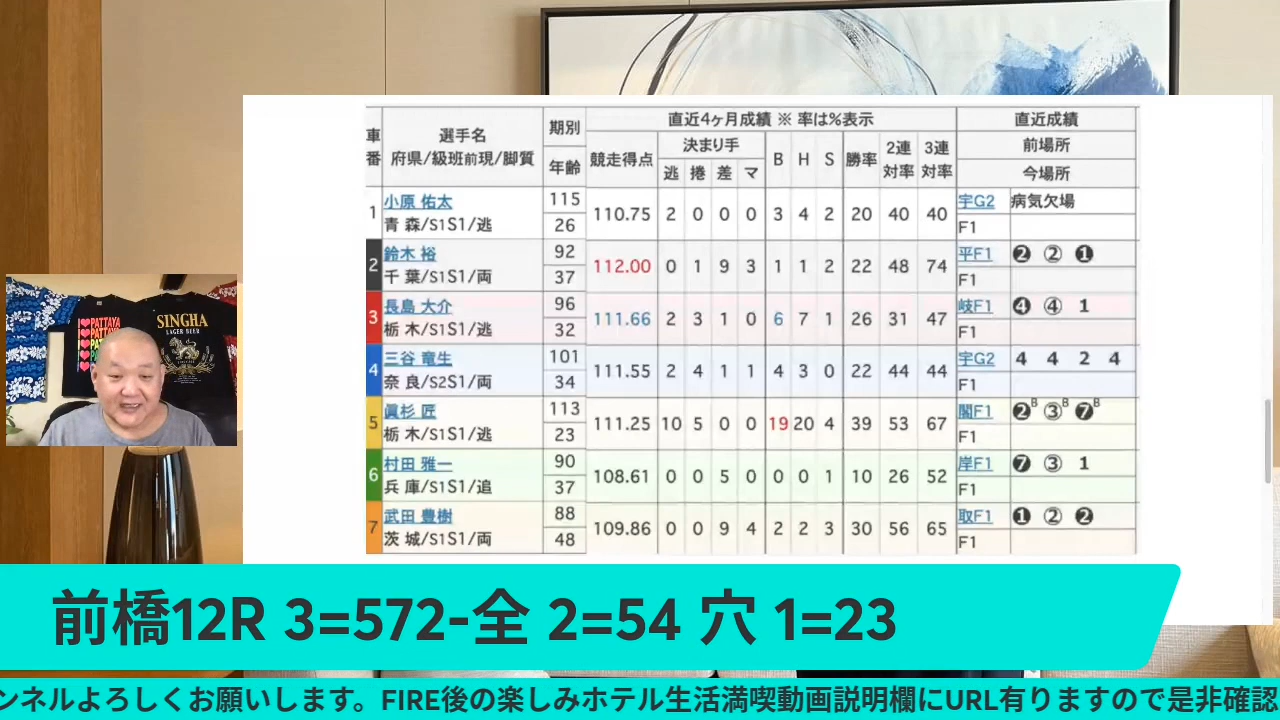 車番 選手名 府県/級班前現/脚質 期別 年齢 競走得点 直近4ヶ月成績 ※ 率は%表示 直近成績
決まり手 B H S 勝率 2連対率 3連対率 前場所
逃 捲 差 マ 今場所
1 小原 佑太 115 110.75 2 0 0 0 3 4 2 20 40 40 宇G2 病気欠場
青 森/S1S1/逃 26 F1
2 鈴木 裕 92 112.00 0 1 9 3 1 1 2 22 48 74 平F1 ❷ ② ❶
千 葉/S1S1/両 37 F1
3 長島 大介 96 111.66 2 3 1 0 6 7 1 26 31 47 岐F1 ❹ ④ 1
栃 木/S1S1/逃 32 F1
4 三谷 竜生 101 111.55 2 4 1 1 4 3 0 22 44 44 宇G2 4 4 2 4
奈 良/S2S1/両 34 F1
5 眞杉 匠 113 111.25 10 5 0 0 19 20 4 39 53 67 閣F1 ❷B ③B ❼B
栃 木/S1S1/逃 23 F1
6 村田 雅一 90 108.61 0 0 5 0 0 0 1 10 26 52 岸F1 ❼ ③ 1
兵 庫/S1S1/追 37 F1
7 武田 豊樹 88 109.86 0 0 9 4 2 2 3 30 56 65 取F1 ❶ ② ❷
茨 城/S1S1/両 48 F1
I❤PATTAYA
SINGHA
LAGER BEER
前橋12R 3=572-全 2=54 穴 1=23
ンネルよろしくお願いします。FIRE後の楽しみホテル生活満喫動画説明欄にURL有りますので是非確認